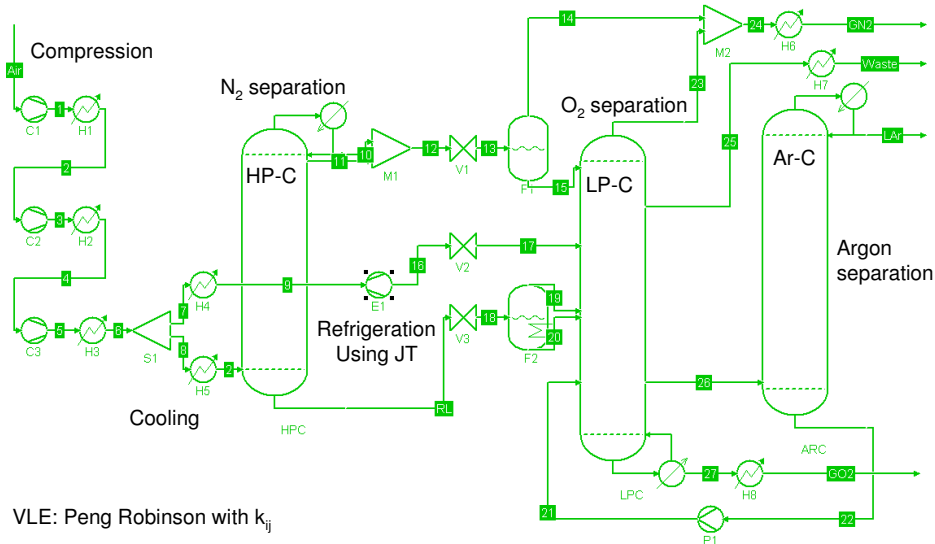 Compression
Air
C1
1
H1
2
C2
3
H2
4
C3
5
H3
6
S1
7
H4
8
H5
2
Cooling
N2 separation
HP-C
HPC
11
10
M1
12
V1
13
F1
14
15
9
E1
16
V2
17
Refrigeration
Using JT
RL
V3
18
F2
19
20
O2 separation
LP-C
LPC
23
M2
24
H6
GN2
H7
Waste
25
Ar-C
LAr
Argon
separation
26
ARC
27
H8
GO2
21
P1
22
VLE: Peng Robinson with kij